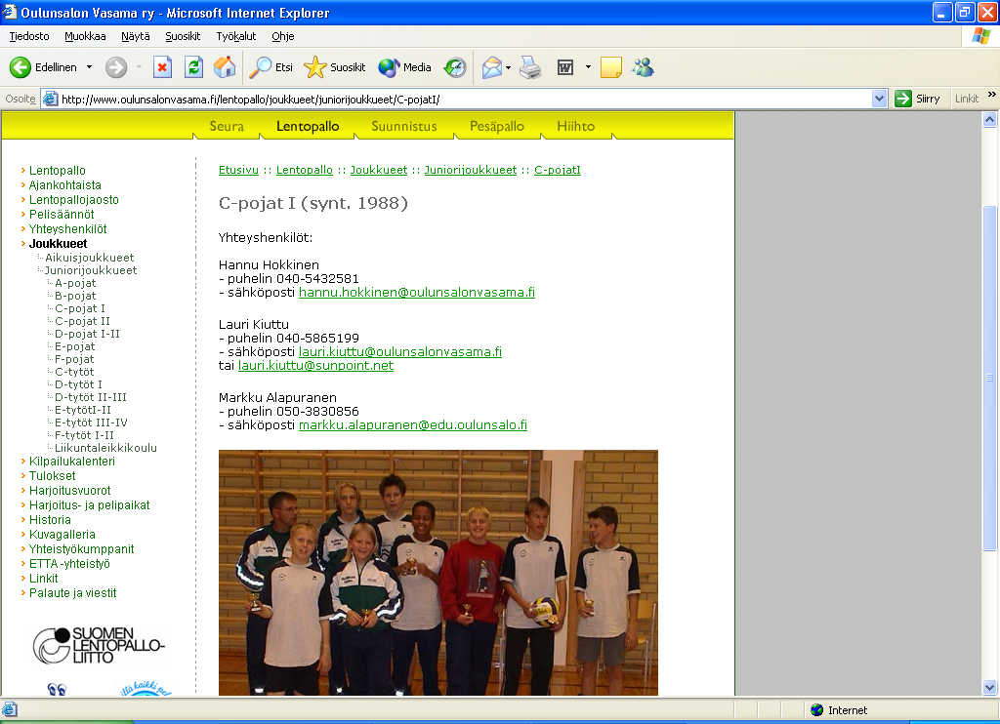 Oulunsalon Vasama ry - Microsoft Internet Explorer
Tiedosto Muokkaa Näytä Suosikit Työkalut Ohje
Edellinen Etsi Suosikit Media
Osoite http://www.oulunsalonvasama.fi/lentopallo/joukkueet/juniorijoukkueet/C-pojatI/ Siirry Linkit »
Seura Lentopallo Suunnistus Pesäpallo Hiihto
Lentopallo
Ajankohtaista
Lentopallojaosto
Pelisäännöt
Yhteyshenkilöt
Joukkueet
Aikuisjoukkueet
Juniorijoukkueet
A-pojat
B-pojat
C-pojat I
C-pojat II
D-pojat I-II
E-pojat
F-pojat
C-tytöt
D-tytöt I
D-tytöt II-III
E-tytötI-II
E-tytöt III-IV
F-tytöt I-II
Liikuntaleikkikoulu
Kilpailukalenteri
Tulokset
Harjoitusvuorot
Harjoitus- ja pelipaikat
Historia
Kuvagalleria
Yhteistyökumppanit
ETTA -yhteistyö
Linkit
Palaute ja viestit
SUOMEN
LENTOPALLO-
LIITTO
illä kaikki pel
Etusivu :: Lentopallo :: Joukkueet :: Juniorijoukkueet :: C-pojatI
C-pojat I (synt. 1988)
Yhteyshenkilöt:
Hannu Hokkinen
- puhelin 040-5432581
- sähköposti hannu.hokkinen@oulunsalonvasama.fi
Lauri Kiuttu
- puhelin 040-5865199
- sähköposti lauri.kiuttu@oulunsalonvasama.fi
tai lauri.kiuttu@sunpoint.net
Markku Alapuranen
- puhelin 050-3830856
- sähköposti markku.alapuranen@edu.oulunsalo.fi
Internet